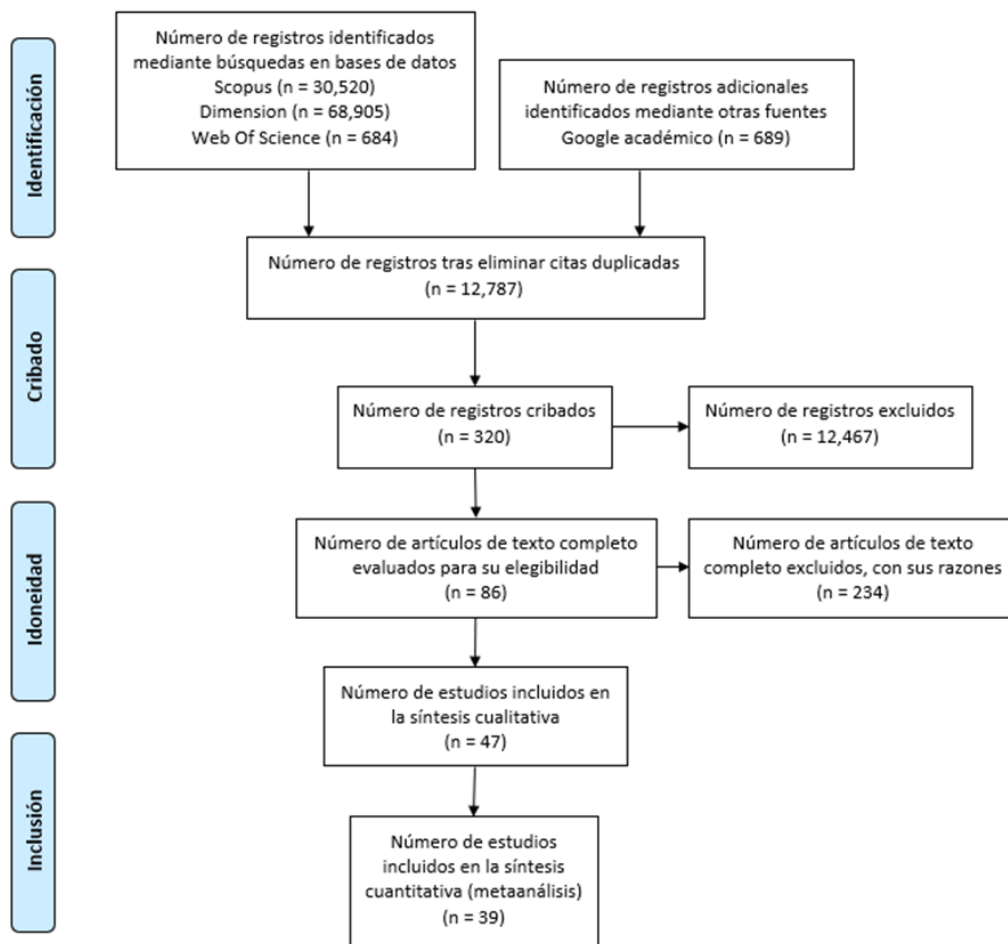 Identificación
Número de registros identificados
mediante búsquedas en bases de datos
Scopus (n = 30,520)
Dimension (n = 68,905)
Web Of Science (n = 684)
Número de registros adicionales
identificados mediante otras fuentes
Google académico (n = 689)
Número de registros tras eliminar citas duplicadas
(n = 12,787)
Cribado
Número de registros cribados
(n = 320)
Número de registros excluidos
(n = 12,467)
Idoneidad
Número de artículos de texto completo
evaluados para su elegibilidad
(n = 86)
Número de artículos de texto
completo excluidos, con sus razones
(n = 234)
Número de estudios incluidos en
la síntesis cualitativa
(n = 47)
Inclusión
Número de estudios
incluidos en la síntesis
cuantitativa (metaanálisis)
(n = 39)